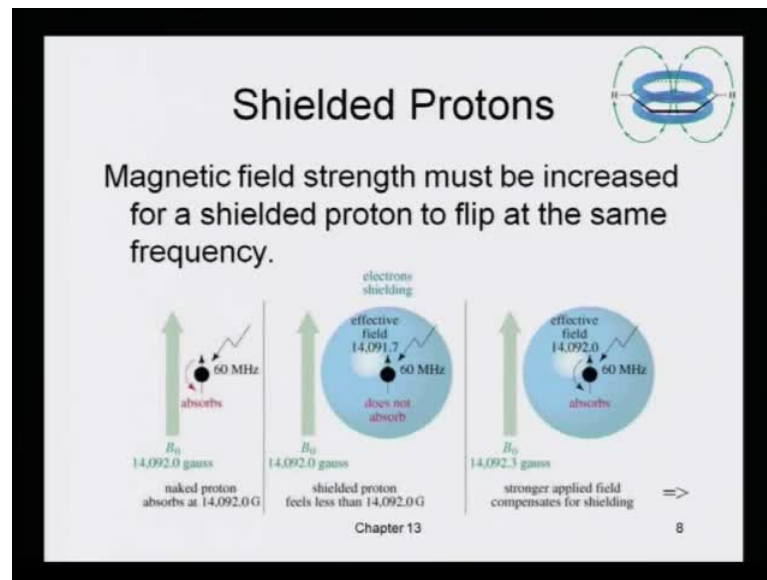 Shielded Protons
H
H
Magnetic field strength must be increased
for a shielded proton to flip at the same
frequency.
electrons
shielding
60 MHz
absorbs
B0
14,092.0 gauss
naked proton
absorbs at 14,092.0 G
effective
field
14,091.7
60 MHz
does not
absorb
B0
14,092.0 gauss
shielded proton
feels less than 14,092.0 G
effective
field
14,092.0
60 MHz
absorbs
B0
14,092.3 gauss
stronger applied field
compensates for shielding
=>
Chapter 13
8